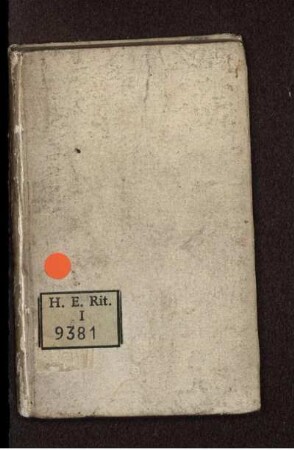 H. E. Rit.
I
9381